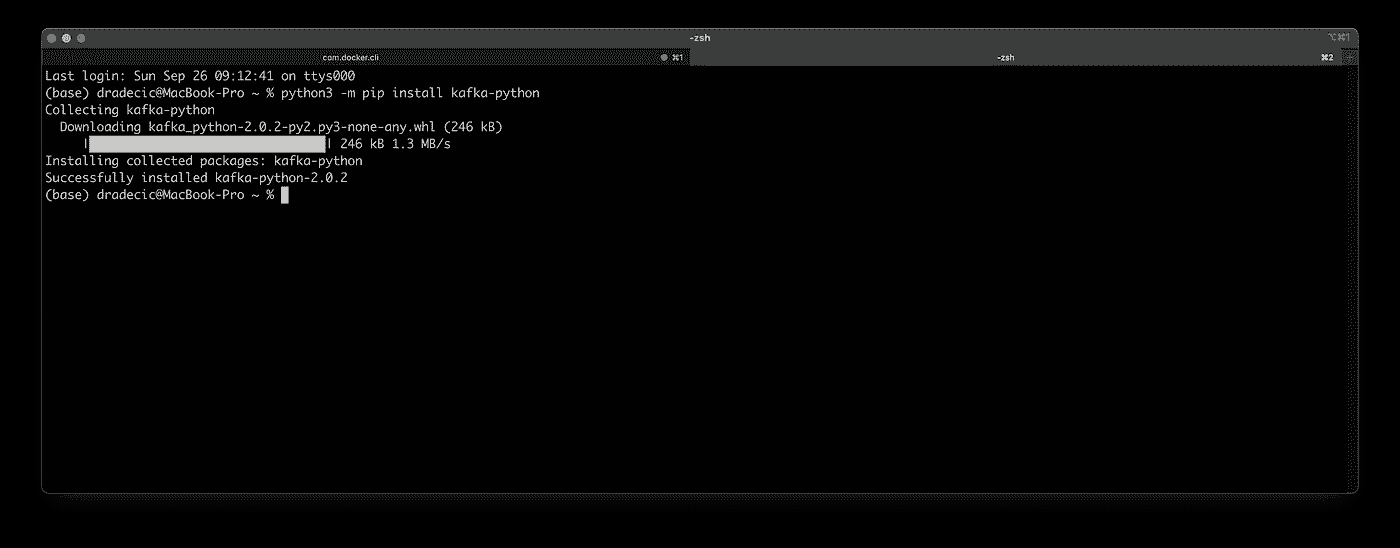 -zsh
⌥⌘1
com.docker.cli ⌘1 -zsh ⌘2
Last login: Sun Sep 26 09:12:41 on ttys000
(base) dradecic@MacBook-Pro ~ % python3 -m pip install kafka-python
Collecting kafka-python
Downloading kafka_python-2.0.2-py2.py3-none-any.whl (246 kB)
|████████████████████████████████| 246 kB 1.3 MB/s
Installing collected packages: kafka-python
Successfully installed kafka-python-2.0.2
(base) dradecic@MacBook-Pro ~ %